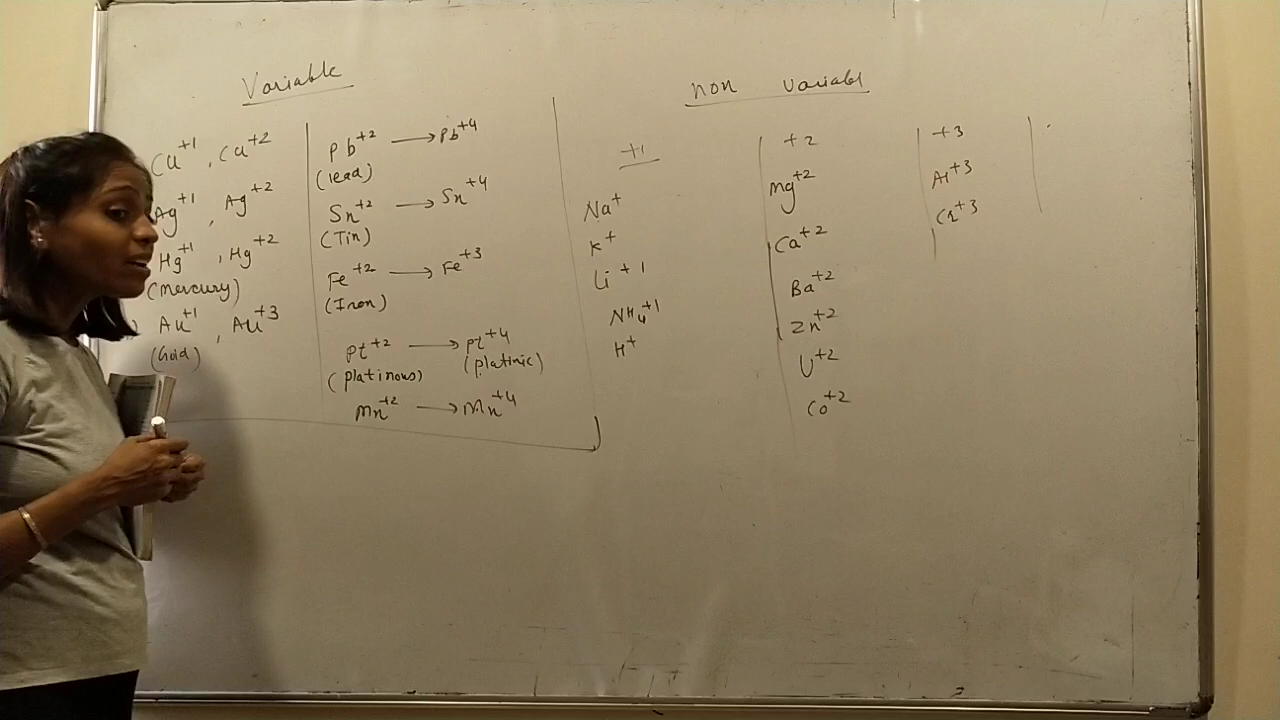 Variable
Cu+1, Cu+2
Ag+1, Ag+2
Hg+1, Hg+2
(Mercury)
Au+1, Au+3
(Gold)
Pb+2 → Pb+4
(lead)
Sn+2 → Sn+4
(Tin)
Fe+2 → Fe+3
(Iron)
Pt+2 → Pt+4
(platinous) (platinic)
Mn+2 → Mn+4
non variable
+1
Na+
K+
Li+1
NH4+1
H+
+2
Mg+2
Ca+2
Ba+2
Zn+2
U+2
Co+2
+3
Al+3
Cr+3